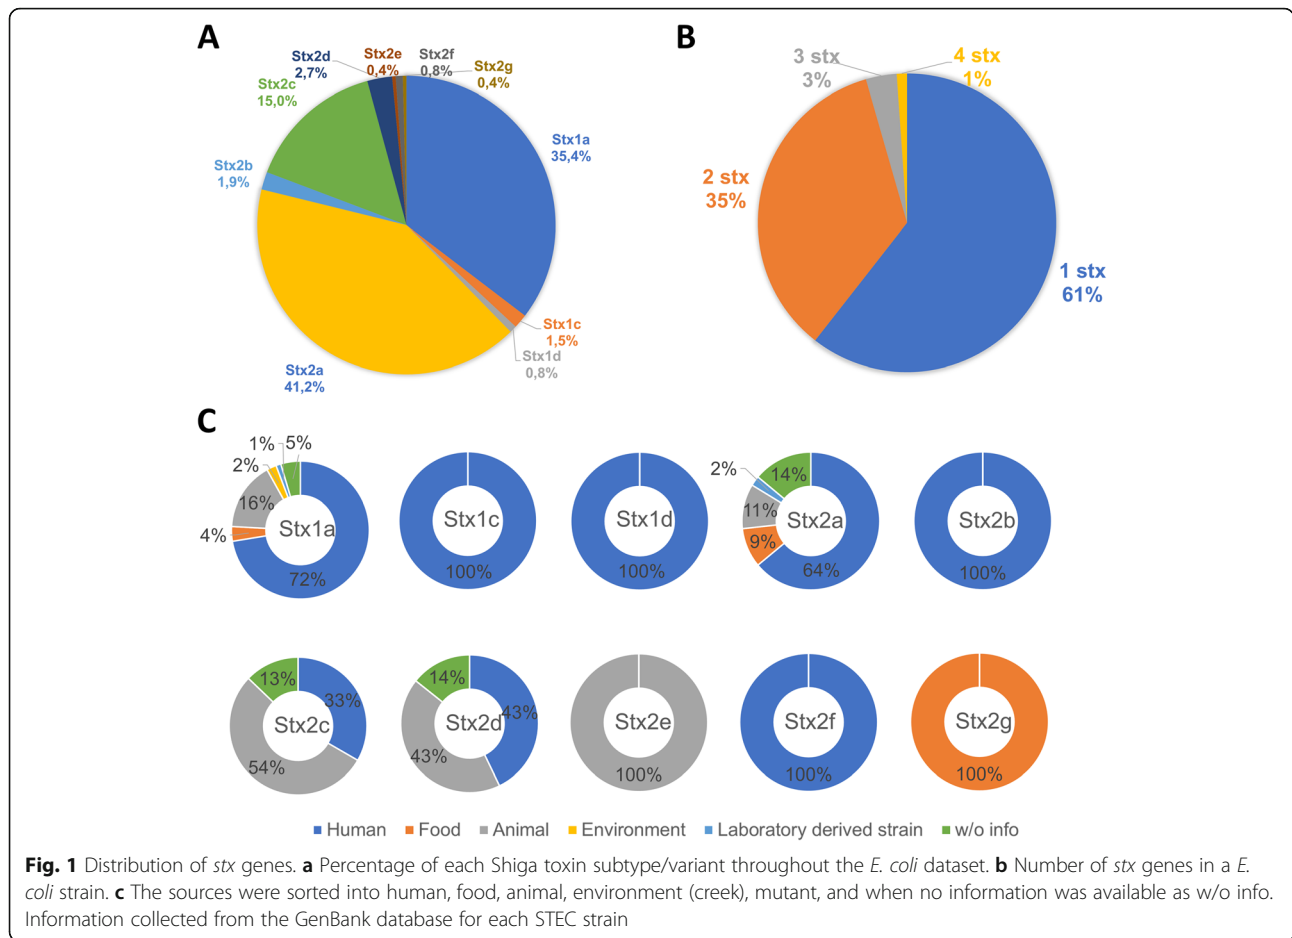 A
Stx2d
2,7%
Stx2e
0,4%
Stx2f
0,8%
Stx2g
0,4%
Stx2c
15,0%
Stx1a
35,4%
Stx2b
1,9%
Stx1c
1,5%
Stx1d
0,8%
Stx2a
41,2%
B
3 stx
3%
4 stx
1%
2 stx
35%
1 stx
61%
C
1%
5%
2%
16%
4%
72%
Stx1a
Stx1c
100%
Stx1d
100%
2%
14%
11%
9%
64%
Stx2a
Stx2b
100%
13%
33%
54%
Stx2c
14%
43%
43%
Stx2d
Stx2e
100%
Stx2f
100%
Stx2g
100%
Human Food Animal Environment Laboratory derived strain w/o info
Fig. 1 Distribution of stx genes. a Percentage of each Shiga toxin subtype/variant throughout the E. coli dataset. b Number of stx genes in a E.
coli strain. c The sources were sorted into human, food, animal, environment (creek), mutant, and when no information was available as w/o info.
Information collected from the GenBank database for each STEC strain